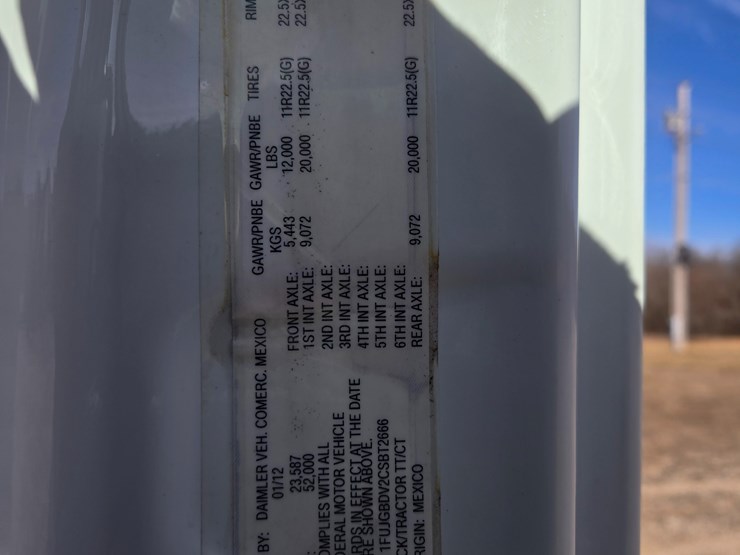 BY: DAIMLER VEH. COMERC. MEXICO
01/12
23,587
52,000
OMPLIES WITH ALL
DERAL MOTOR VEHICLE
RDS IN EFFECT AT THE DATE
RE SHOWN ABOVE.
1FUJGBDV2CSBT2666
CK/TRACTOR TT/CT
RIGIN: MEXICO
GAWR/PNBE GAWR/PNBE TIRES RIM
KGS LBS
FRONT AXLE: 5,443 12,000 11R22.5(G) 22.5
1ST INT AXLE: 9,072 20,000 11R22.5(G) 22.5
2ND INT AXLE:
3RD INT AXLE:
4TH INT AXLE:
5TH INT AXLE:
6TH INT AXLE:
REAR AXLE: 9,072 20,000 11R22.5(G) 22.5